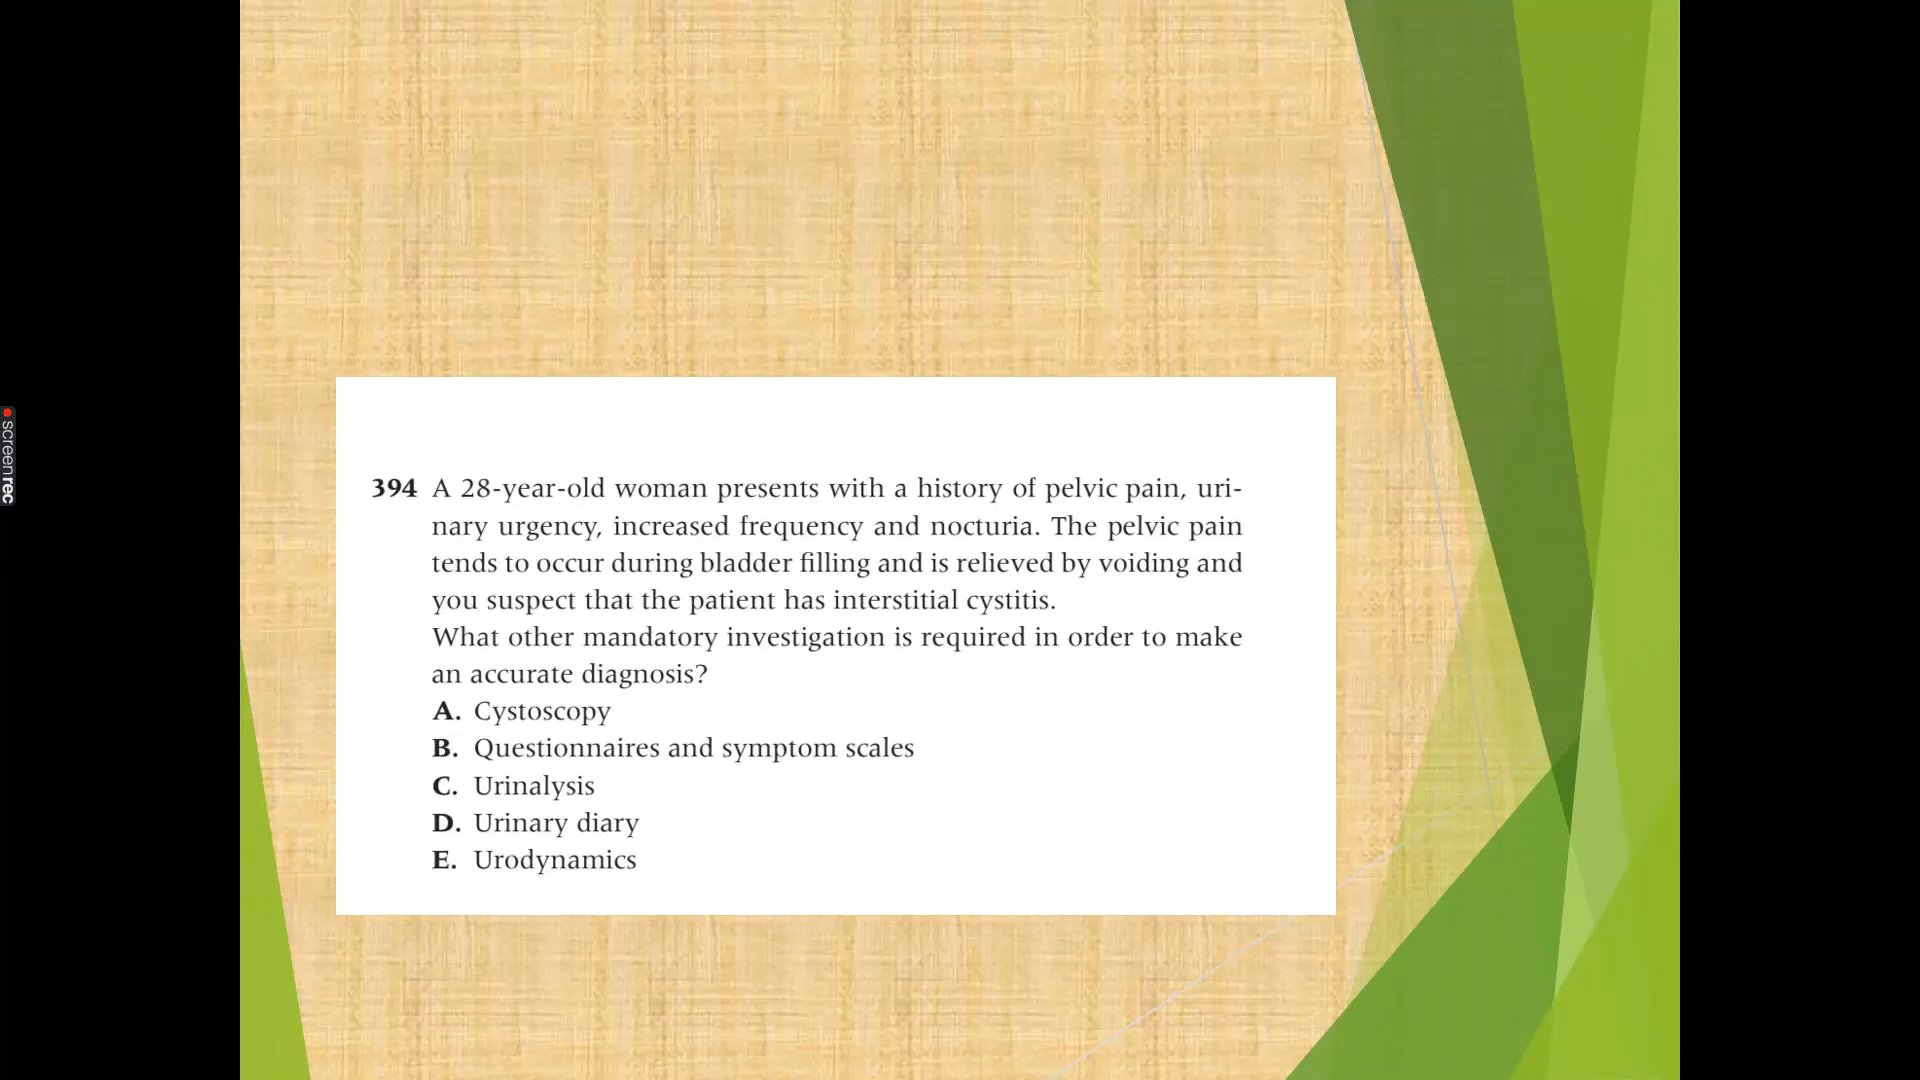 screenrec
394 A 28-year-old woman presents with a history of pelvic pain, uri-
nary urgency, increased frequency and nocturia. The pelvic pain
tends to occur during bladder filling and is relieved by voiding and
you suspect that the patient has interstitial cystitis.
What other mandatory investigation is required in order to make
an accurate diagnosis?
A. Cystoscopy
B. Questionnaires and symptom scales
C. Urinalysis
D. Urinary diary
E. Urodynamics